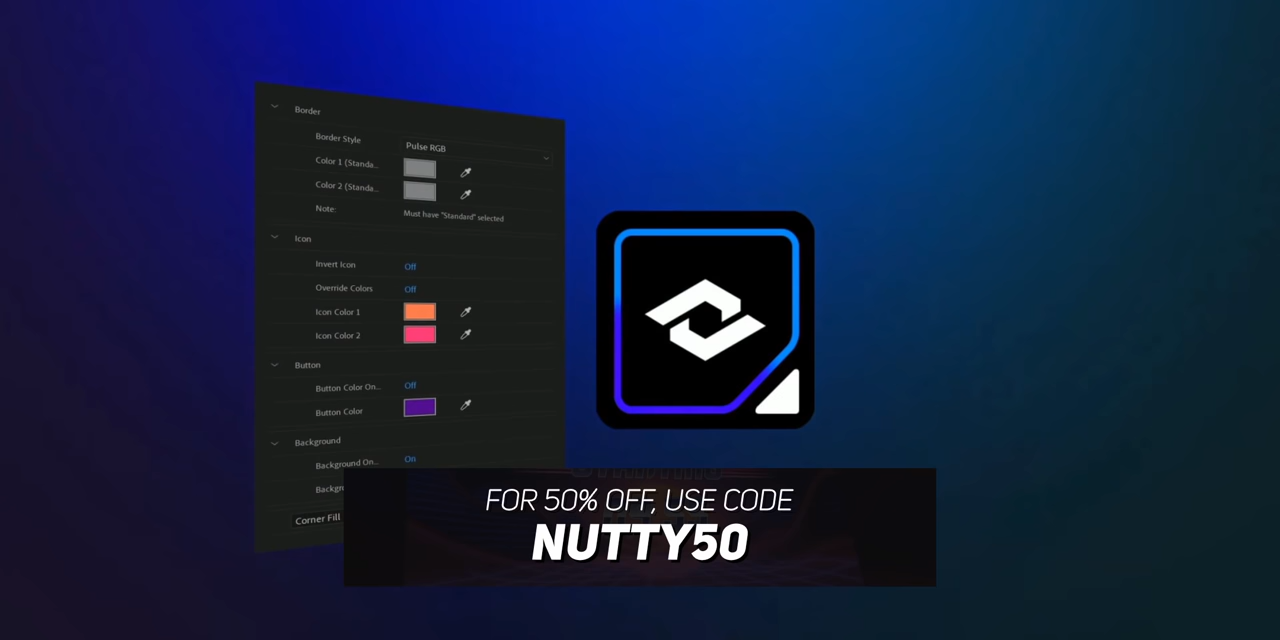 Border
Border Style
Pulse RGB
Color 1 (Standa...
Color 2 (Standa...
Note:
Must have "Standard" selected
Icon
Invert Icon
Off
Override Colors
Off
Icon Color 1
Icon Color 2
Button
Button Color On...
Off
Button Color
Background
Background On...
On
Backgr
Corner Fill
FOR 50% OFF, USE CODE
NUTTY50